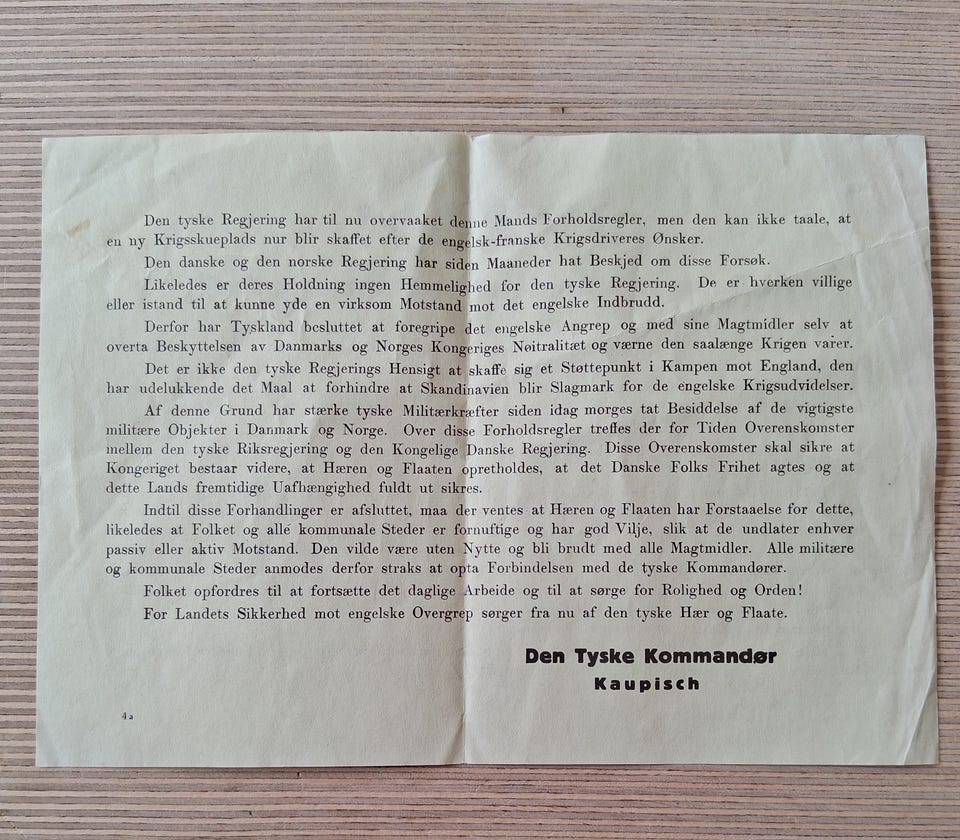 Den tyske Regjering har til nu overvaaket denne Mands Forholdsregler, men den kan ikke taale, at
en ny Krigsskueplads nur blir skaffet efter de engelsk-franske Krigsdriveres Ønsker.
Den danske og den norske Regjering har siden Maaneder hat Beskjed om disse Forsøk.
Likeledes er deres Holdning ingen Hemmelighed for den tyske Regjering. De er hverken villige
eller istand til at kunne yde en virksom Motstand mot det engelske Indbrudd.
Derfor har Tyskland besluttet at foregripe det engelske Angrep og med sine Magtmidler selv at
overta Beskyttelsen av Danmarks og Norges Kongeriges Nøitralitæt og værne den saalænge Krigen varer.
Det er ikke den tyske Regjerings Hensigt at skaffe sig et Støttepunkt i Kampen mot England, den
har udelukkende det Maal at forhindre at Skandinavien blir Slagmark for de engelske Krigsudvidelser.
Af denne Grund har stærke tyske Militærkræfter siden idag morges tat Besiddelse af de vigtigste
militære Objekter i Danmark og Norge. Over disse Forholdsregler treffes der for Tiden Overenskomster
mellem den tyske Riksregjering og den Kongelige Danske Regjering. Disse Overenskomster skal sikre at
Kongeriget bestaar videre, at Hæren og Flaaten opretholdes, at det Danske Folks Frihet agtes og at
dette Lands fremtidige Uafhængighed fuldt ut sikres.
Indtil disse Forhandlinger er afsluttet, maa der ventes at Hæren og Flaaten har Forstaaelse for dette,
likeledes at Folket og alle kommunale Steder er fornuftige og har god Vilje, slik at de undlater enhver
passiv eller aktiv Motstand. Den vilde være uten Nytte og bli brudt med alle Magtmidler. Alle militære
og kommunale Steder anmodes derfor straks at opta Forbindelsen med de tyske Kommandører.
Folket opfordres til at fortsætte det daglige Arbeide og til at sørge for Rolighed og Orden!
For Landets Sikkerhed mot engelske Overgrep sørger fra nu af den tyske Hær og Flaate.
Den Tyske Kommandør
Kaupisch
4a